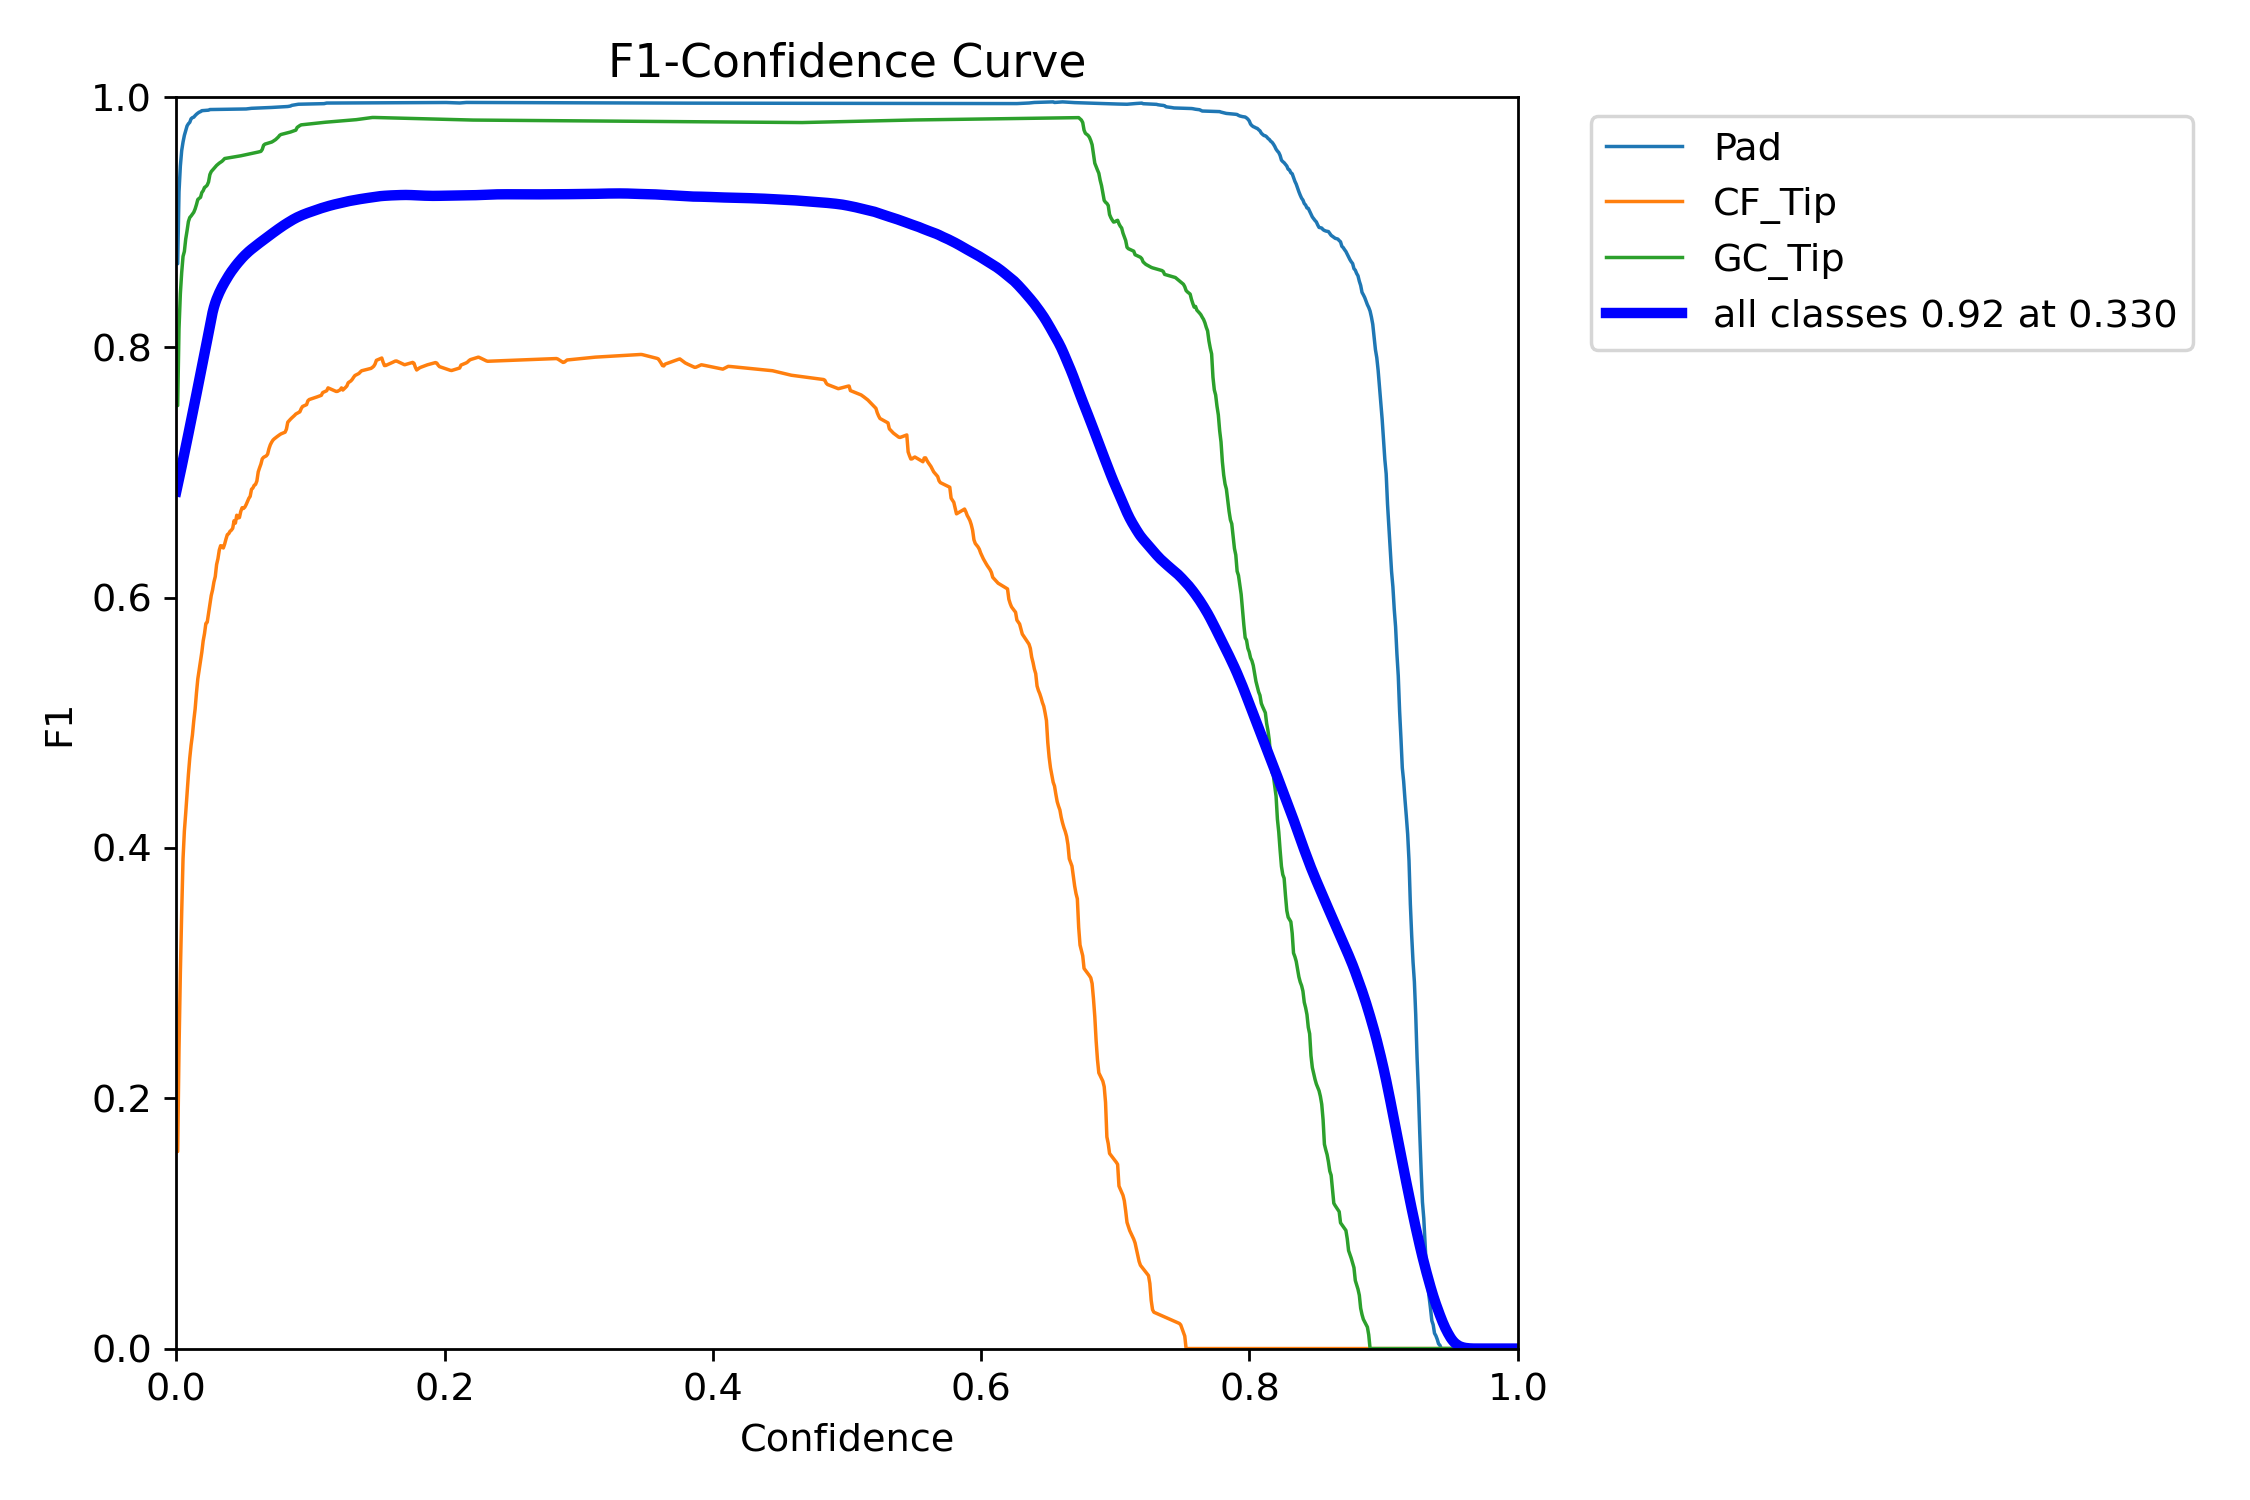 F1-Confidence Curve
1.0
0.8
0.6
0.4
0.2
0.0
F1
0.0 0.2 0.4 0.6 0.8 1.0
Confidence
Pad
CF_Tip
GC_Tip
all classes 0.92 at 0.330